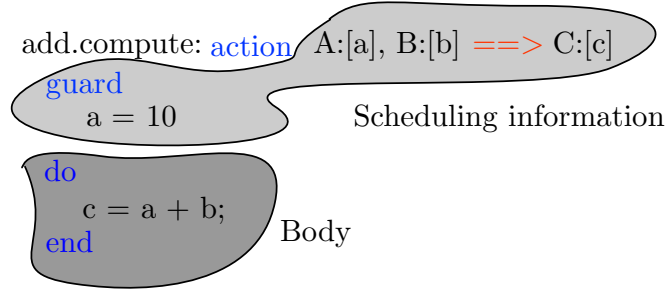 add.compute: action A:[a], B:[b] ==> C:[c]
guard
a = 10
Scheduling information
do
c = a + b;
end
Body